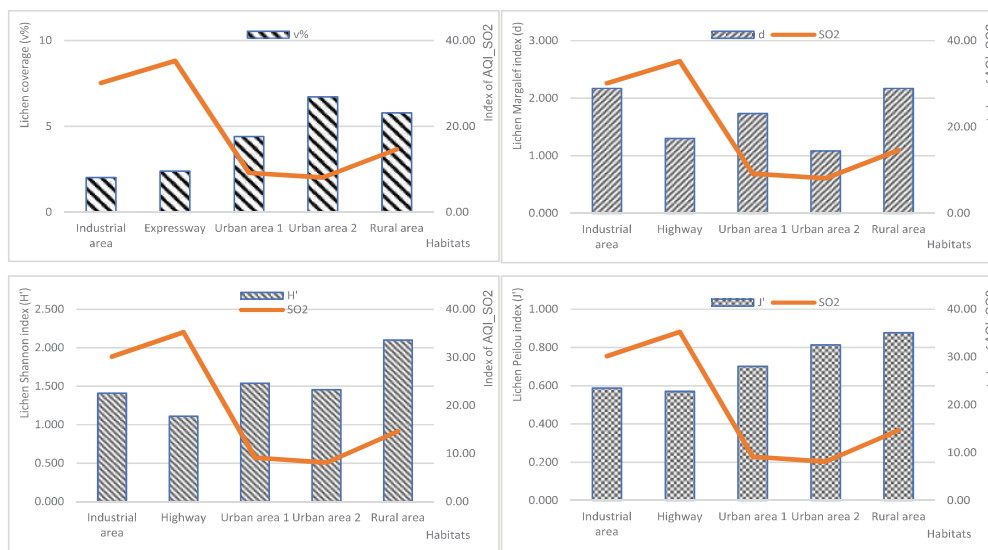 Lichen coverage (v%)
10
5
0
v%
40.00
20.00
0.00
Index of AQI_SO2
Industrial area
Expressway
Urban area 1
Urban area 2
Rural area
Habitats
Lichen Margalef index (d)
3.000
2.000
1.000
0.000
d
SO2
40.00
20.00
0.00
of AQI_SO2
Industrial area
Highway
Urban area 1
Urban area 2
Rural area
Habitats
Lichen Shannon index (H')
2.500
2.000
1.500
1.000
0.500
0.000
H'
SO2
40.00
30.00
20.00
10.00
0.00
Index of AQI_SO2
Industrial area
Highway
Urban area 1
Urban area 2
Rural area
Habitats
Lichen Peilou index (J')
1.000
0.800
0.600
0.400
0.200
0.000
J'
SO2
40.00
30.00
20.00
10.00
0.00
of AQI_SO2
Industrial area
Highway
Urban area 1
Urban area 2
Rural area
Habitats